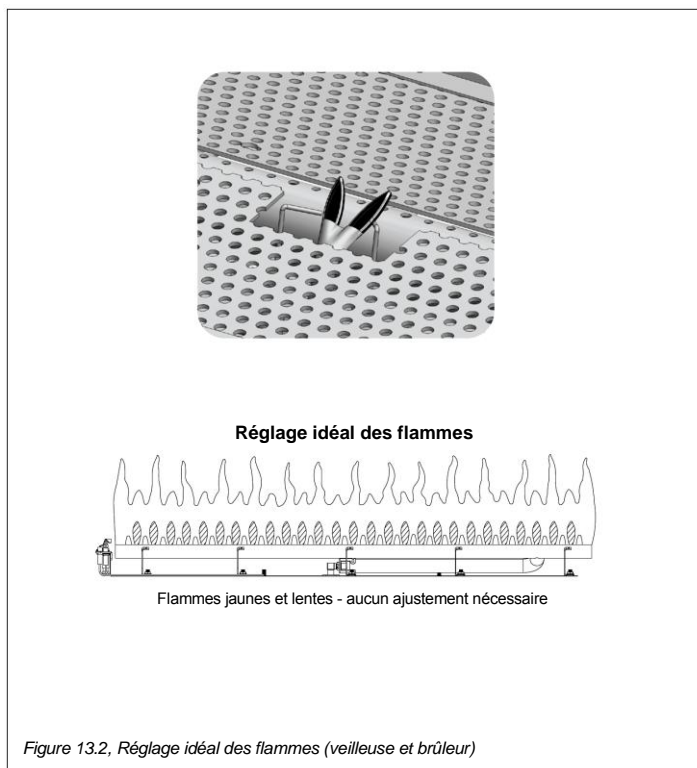 Réglage idéal des flammes
Flammes jaunes et lentes - aucun ajustement nécessaire
Figure 13.2, Réglage idéal des flammes (veilleuse et brûleur)